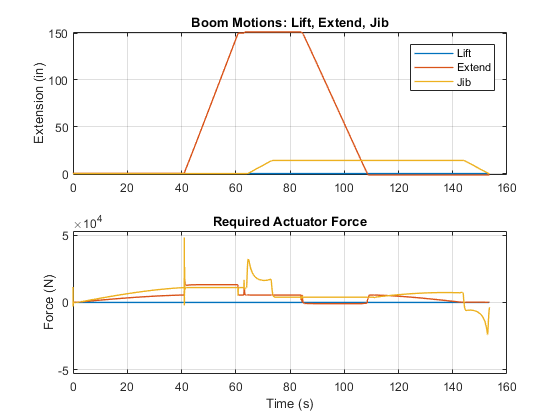 Boom Motions: Lift, Extend, Jib
Extension (in)
150
100
50
0
Lift
Extend
Jib
0 20 40 60 80 100 120 140 160
Required Actuator Force
×10^4
Force (N)
5
0
-5
0 20 40 60 80 100 120 140 160
Time (s)